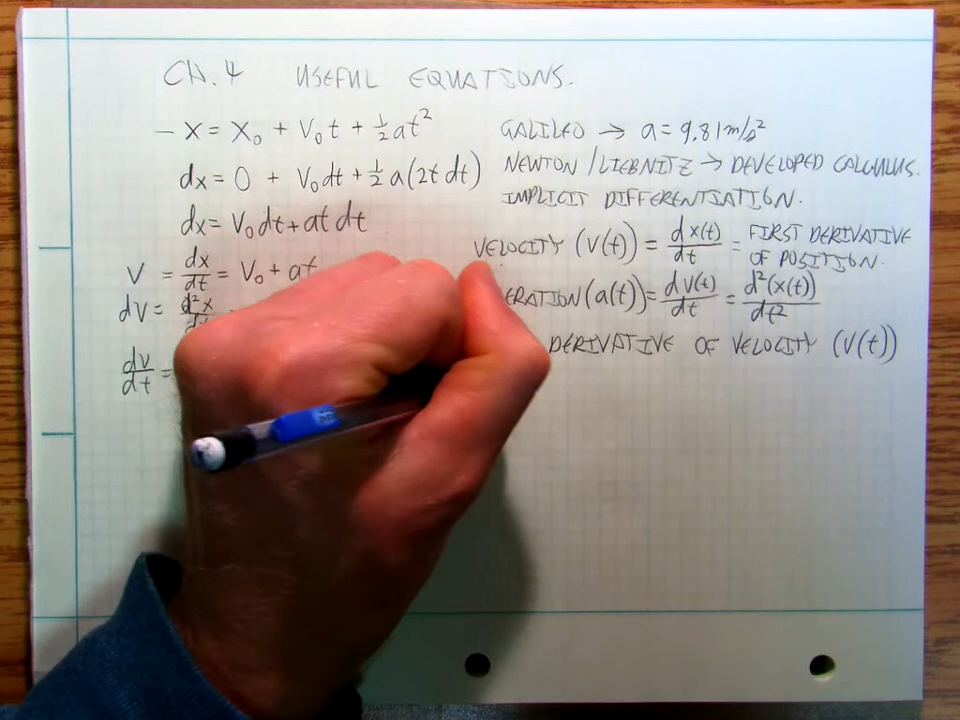 CH. 4 USEFUL EQUATIONS.
- x = x₀ + v₀t + ½at²
dx = 0 + v₀dt + ½a(2t dt)
dx = v₀dt + at dt
v = dx/dt = v₀ + at
dv = d²x
dv/dt =
GALILEO → a = 9.81m/s²
NEWTON/LIEBNITZ → DEVELOPED CALCULUS.
IMPLICIT DIFFERENTIATION.
VELOCITY (v(t)) = dx(t)/dt = FIRST DERIVATIVE
OF POSITION.
ERATION (a(t)) = dv(t)/dt = d²(x(t))/dt²
DERIVATIVE OF VELOCITY (v(t))